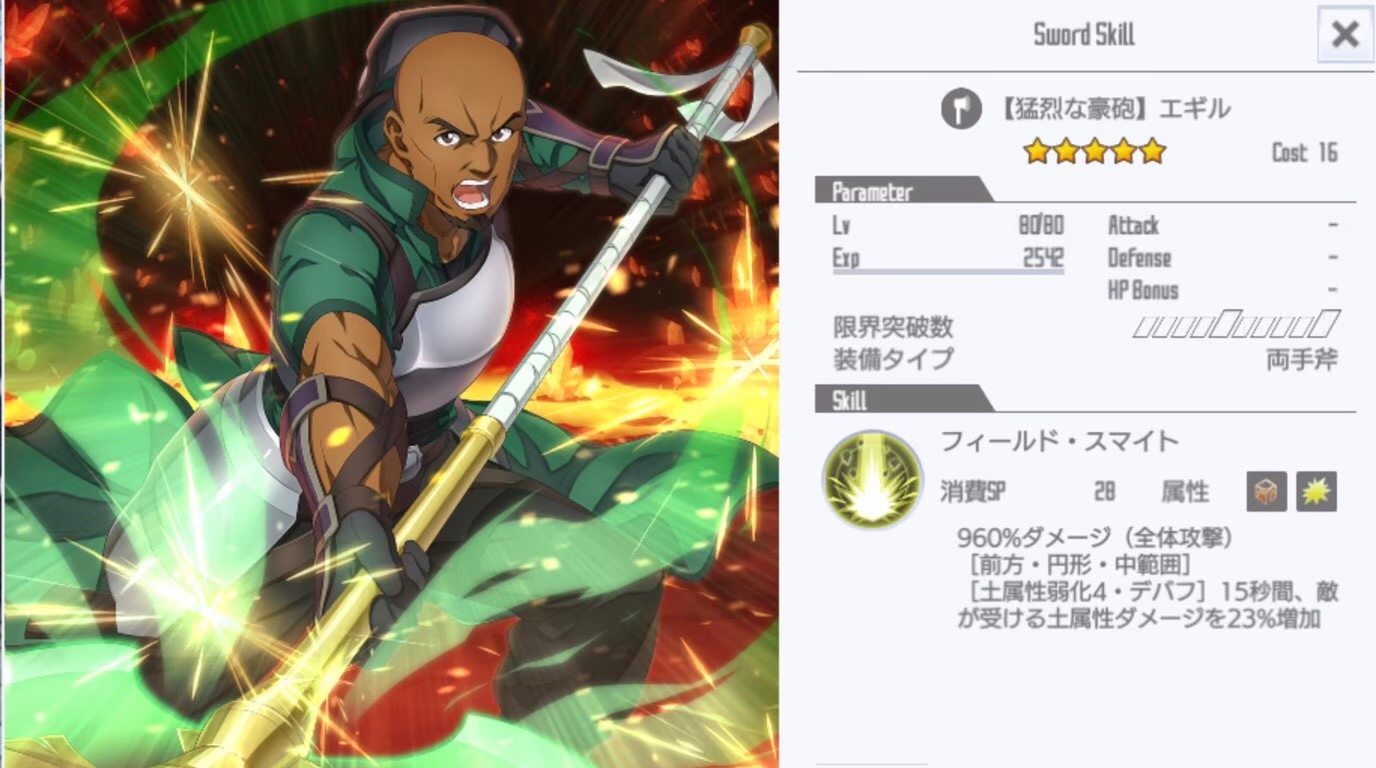 Sword Skill
【猛烈な豪砲】エギル
Cost 16
Parameter
Lv 80/80 Attack -
Exp 2542 Defense -
HP Bonus -
限界突破数
装備タイプ 両手斧
Skill
フィールド・スマイト
消費SP 28 属性
960%ダメージ（全体攻撃）
［前方・円形・中範囲］
［土属性弱化4・デバフ］15秒間、敵
が受ける土属性ダメージを23%増加